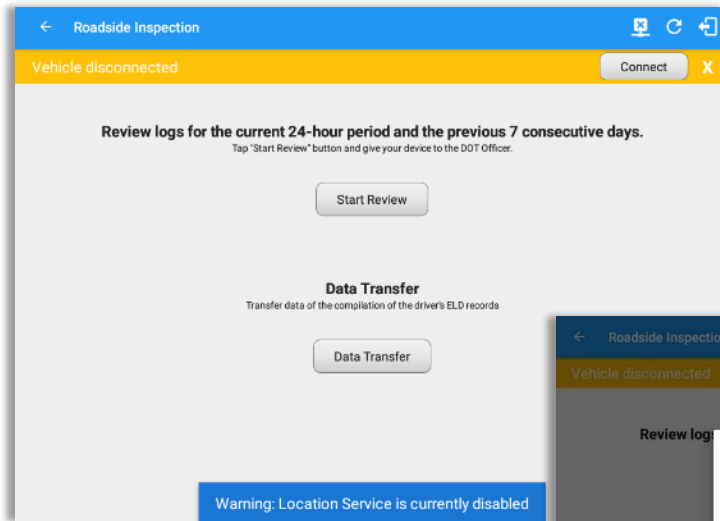 Roadside Inspection
Vehicle disconnected
Connect
X
Review logs for the current 24-hour period and the previous 7 consecutive days.
Tap "Start Review" button and give your device to the DOT Officer.
Start Review
Data Transfer
Transfer data of the compilation of the driver's ELD records
Data Transfer
Warning: Location Service is currently disabled
Roadside Inspectio
Vehicle disconnected
Review logs